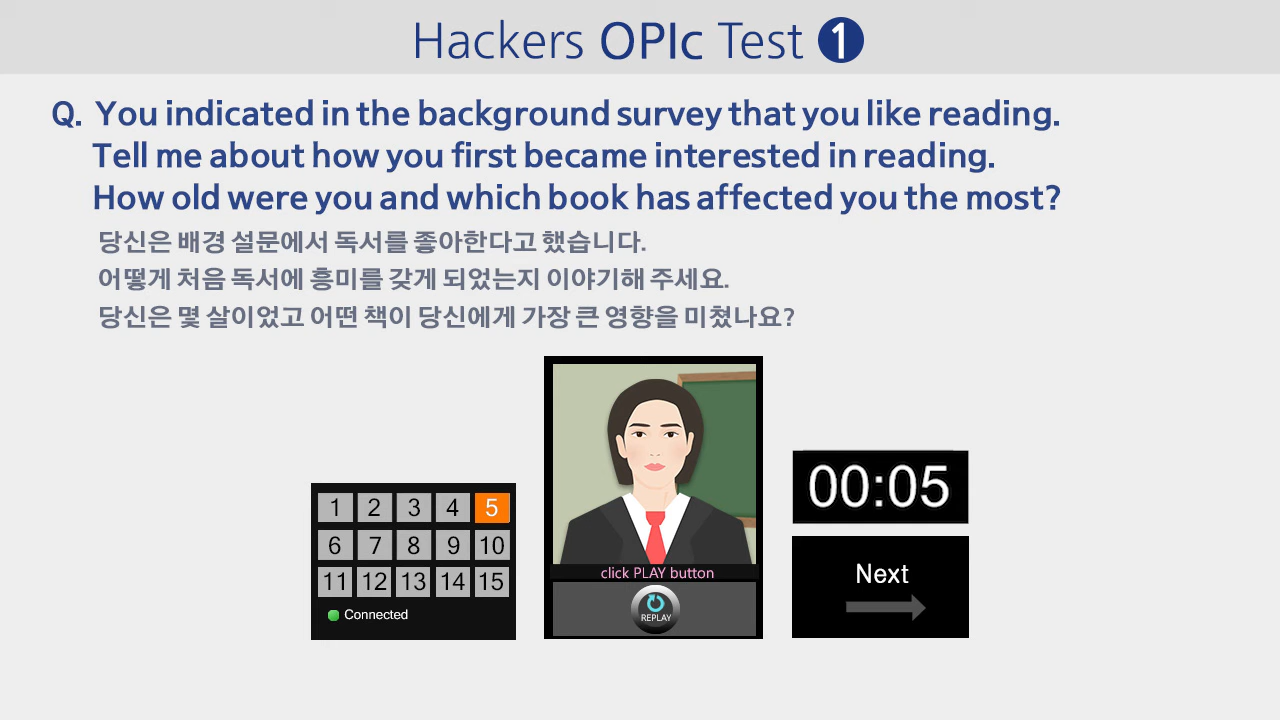 Hackers OPIc Test 1
Q. You indicated in the background survey that you like reading.
Tell me about how you first became interested in reading.
How old were you and which book has affected you the most?
당신은 배경 설문에서 독서를 좋아한다고 했습니다.
어떻게 처음 독서에 흥미를 갖게 되었는지 이야기해 주세요.
당신은 몇 살이었고 어떤 책이 당신에게 가장 큰 영향을 미쳤나요?
1 2 3 4 5
6 7 8 9 10
11 12 13 14 15
Connected
click PLAY button
REPLAY
00:05
Next